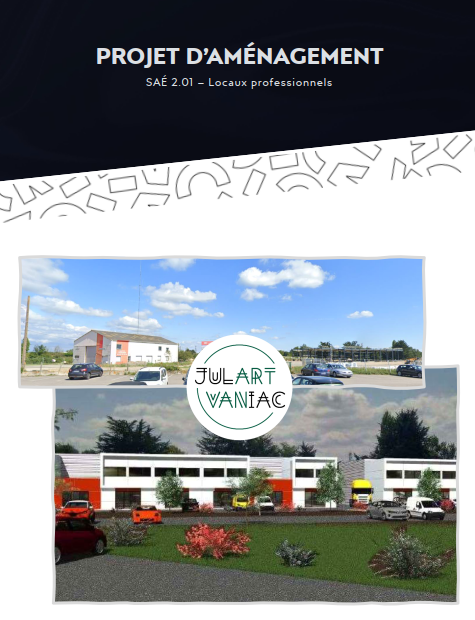 PROJET D'AMÉNAGEMENT
SAÉ 2.01 – Locaux professionnels
JULART
VANIAC